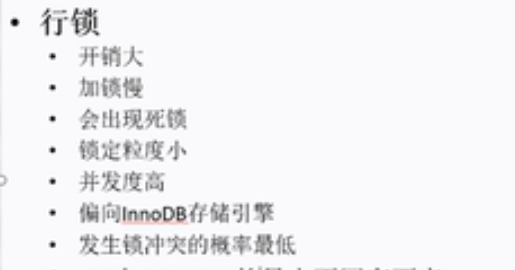 • 行锁
• 开销大
• 加锁慢
• 会出现死锁
• 锁定粒度小
• 并发度高
• 偏向InnoDB存储引擎
• 发生锁冲突的概率最低